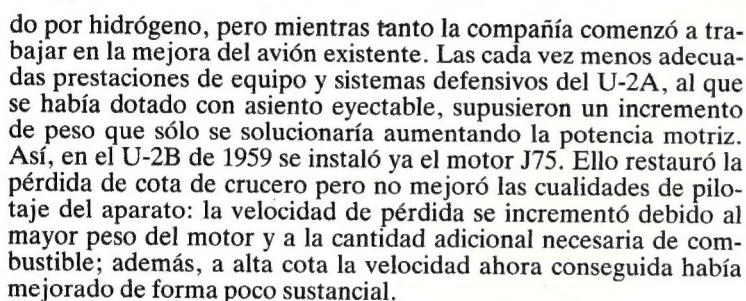 do por hidrógeno, pero mientras tanto la compañía comenzó a tra-
bajar en la mejora del avión existente. Las cada vez menos adecua-
das prestaciones de equipo y sistemas defensivos del U-2A, al que
se había dotado con asiento eyectable, supusieron un incremento
de peso que sólo se solucionaría aumentando la potencia motriz.
Así, en el U-2B de 1959 se instaló ya el motor J75. Ello restauró la
pérdida de cota de crucero pero no mejoró las cualidades de pilo-
taje del aparato: la velocidad de pérdida se incrementó debido al
mayor peso del motor y a la cantidad adicional necesaria de com-
bustible; además, a alta cota la velocidad ahora conseguida había
mejorado de forma poco sustancial.